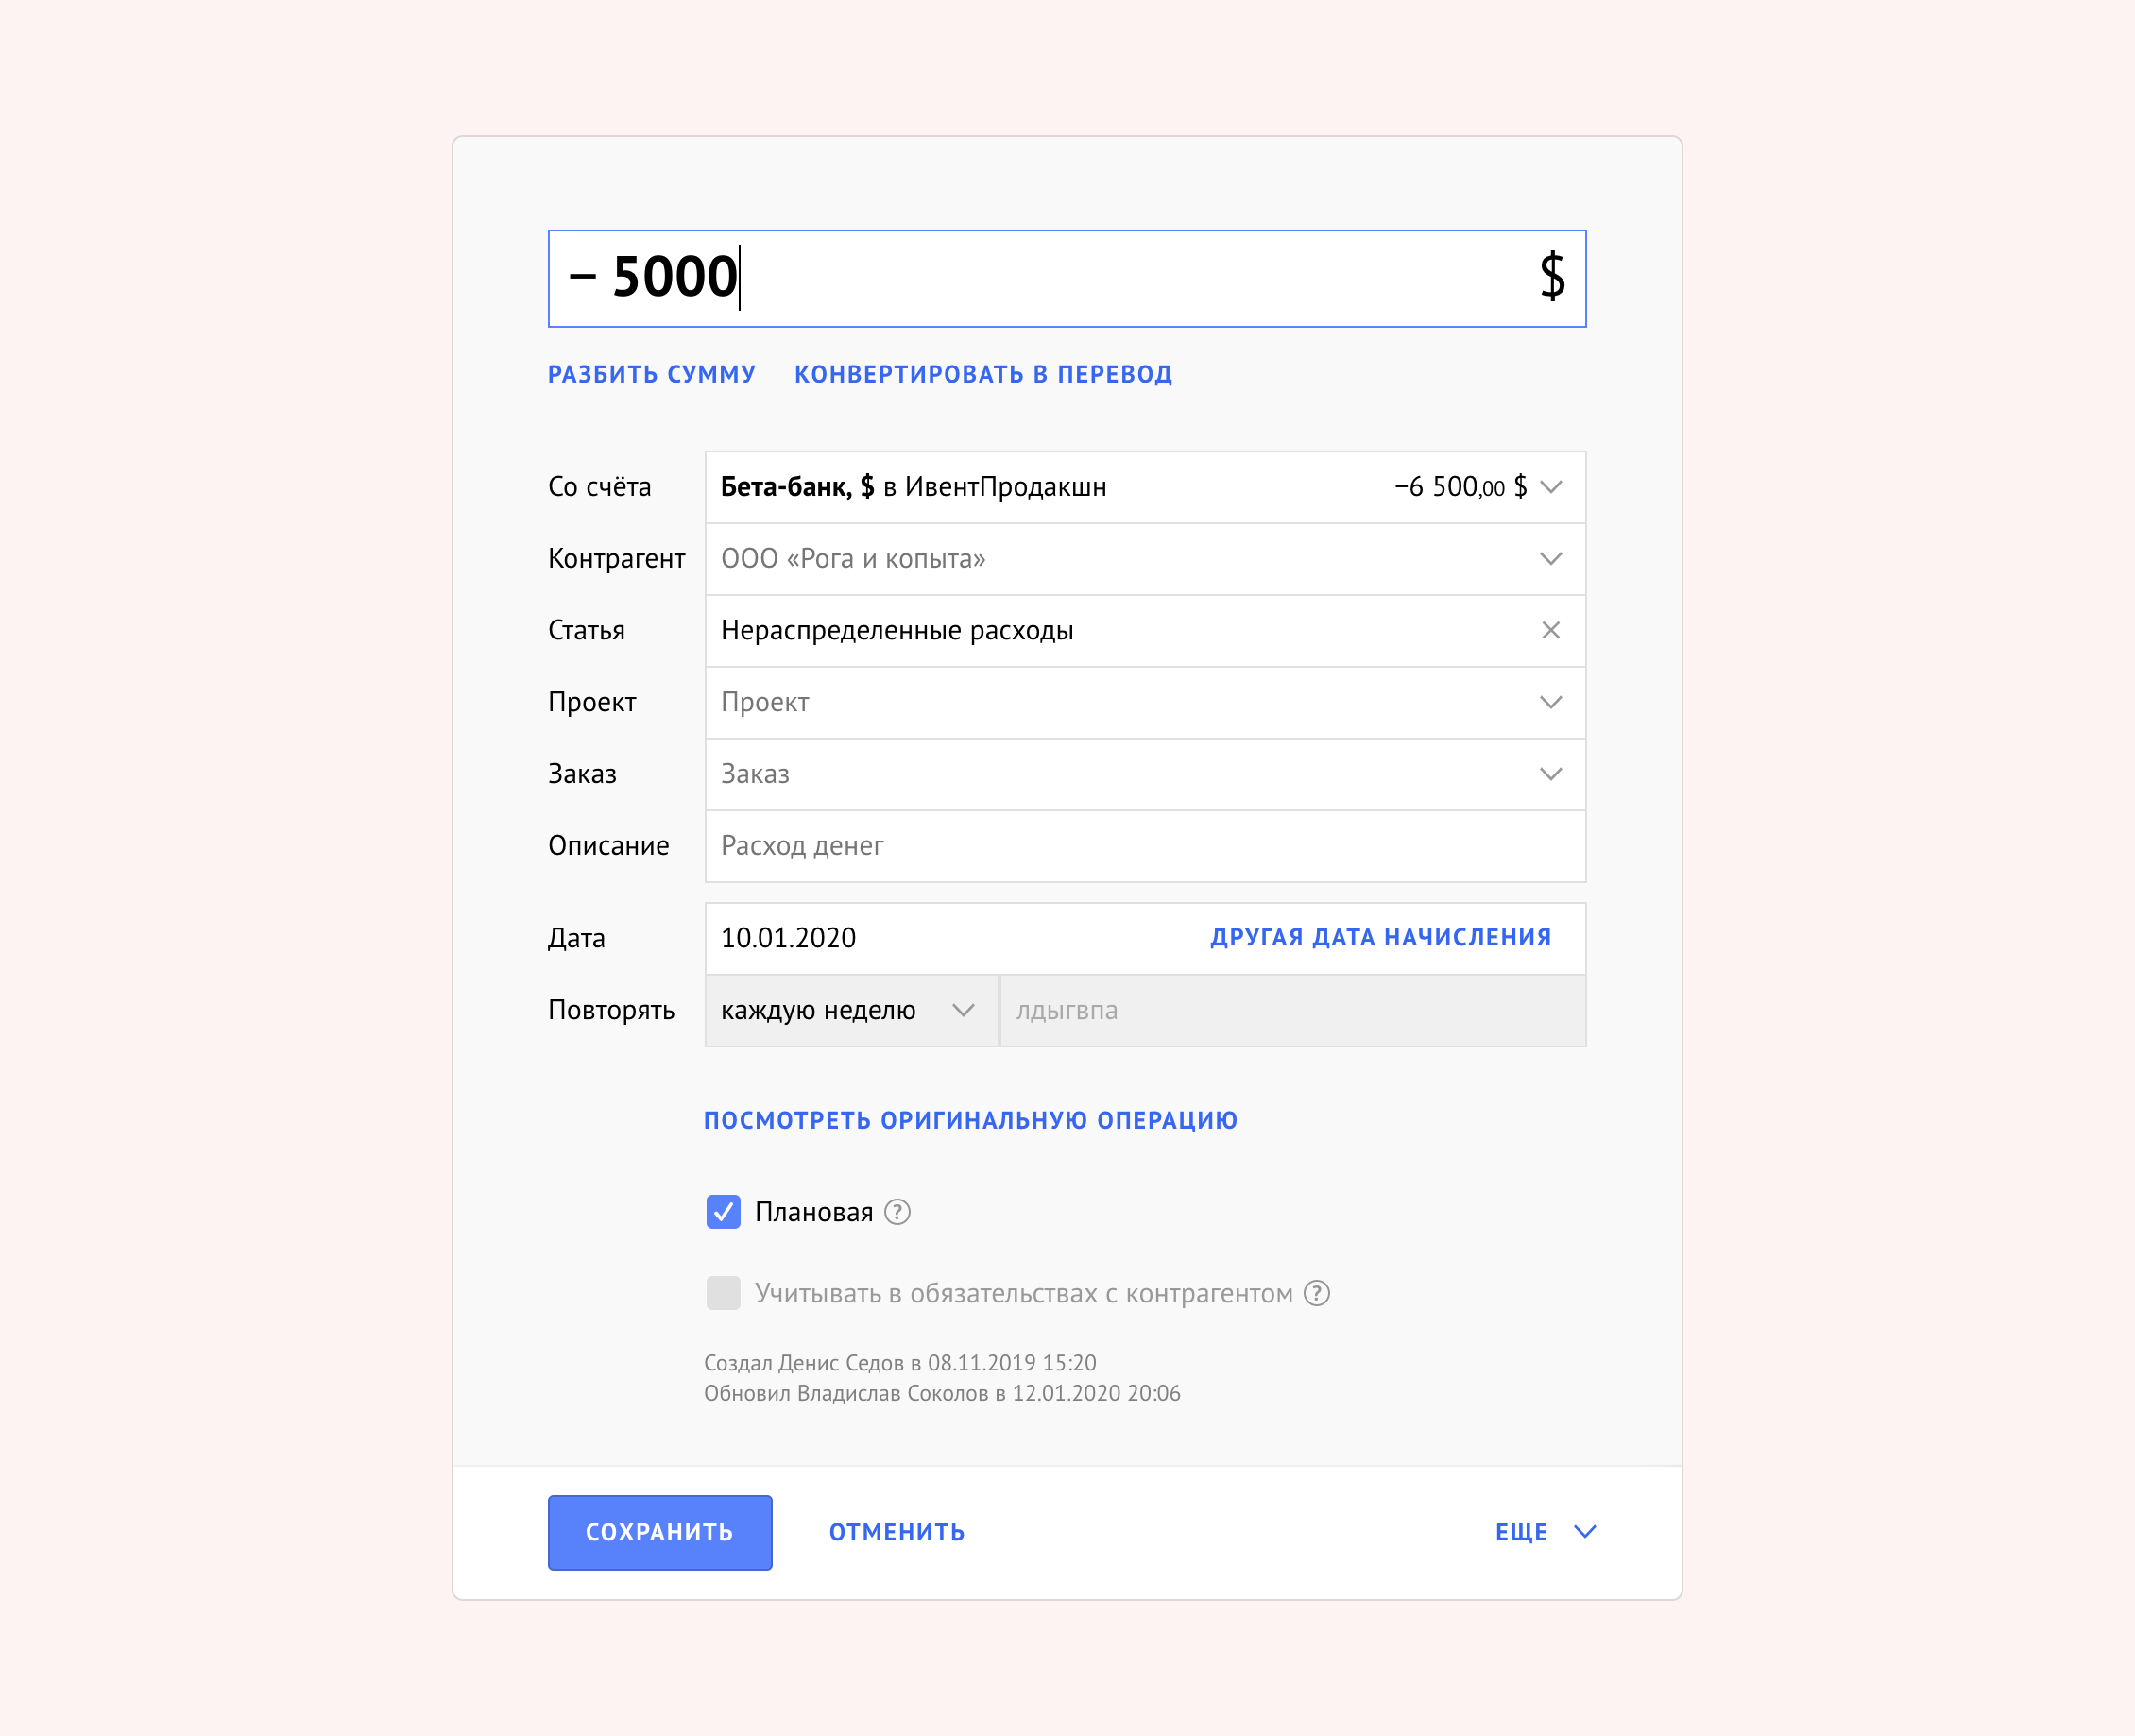 – 5000 $
РАЗБИТЬ СУММУ КОНВЕРТИРОВАТЬ В ПЕРЕВОД
Со счёта Бета-банк, $ в ИвентПродакшн −6 500,00 $
Контрагент ООО «Рога и копыта»
Статья Нераспределенные расходы
Проект Проект
Заказ Заказ
Описание Расход денег
Дата 10.01.2020 ДРУГАЯ ДАТА НАЧИСЛЕНИЯ
Повторять каждую неделю лдыгвпа
ПОСМОТРЕТЬ ОРИГИНАЛЬНУЮ ОПЕРАЦИЮ
Плановая ?
Учитывать в обязательствах с контрагентом ?
Создал Денис Седов в 08.11.2019 15:20
Обновил Владислав Соколов в 12.01.2020 20:06
СОХРАНИТЬ ОТМЕНИТЬ ЕЩЕ